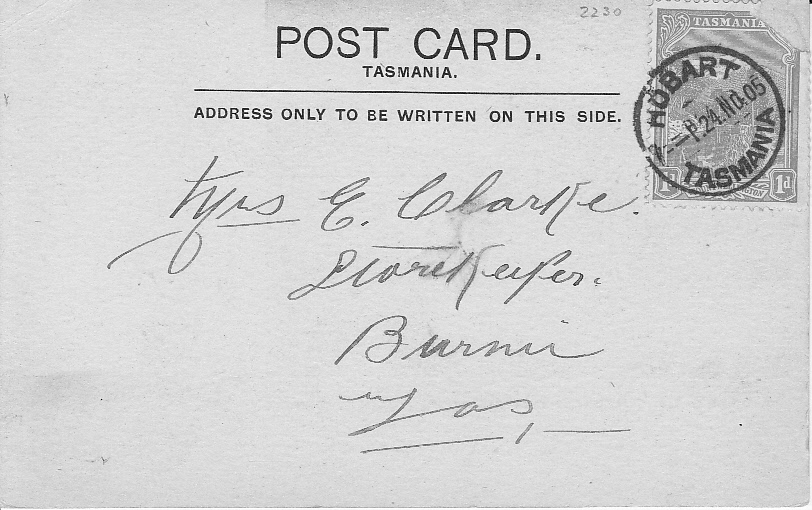 2230
POST CARD.
TASMANIA.
ADDRESS ONLY TO BE WRITTEN ON THIS SIDE.
TASMANIA
HOBART
P.24.NO.05
TASMANIA
1d
Mrs E. Clarke.
Storekeeper.
Burnie
Tas,